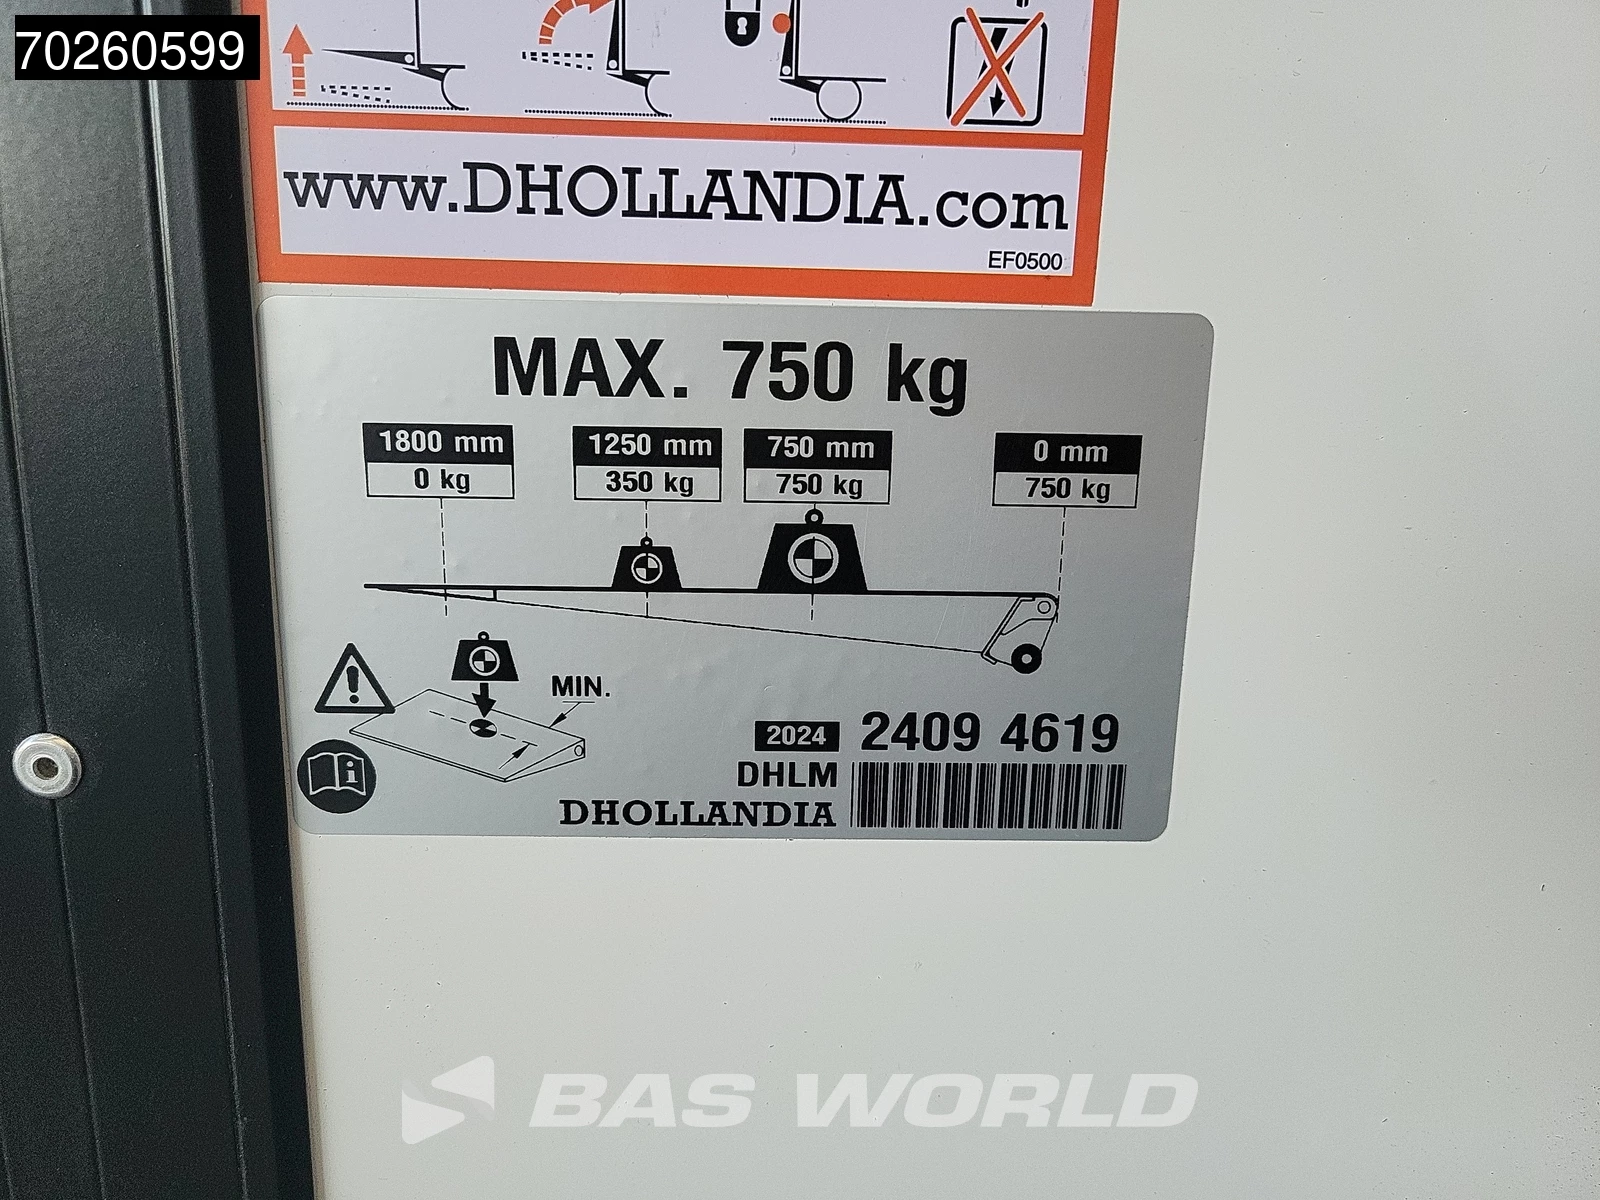 70260599
www.DHOLLANDIA.com
EF0500
MAX. 750 kg
1800 mm 1250 mm 750 mm 0 mm
0 kg 350 kg 750 kg 750 kg
MIN.
2024 2409 4619
DHLM
DHOLLANDIA
BAS WORLD